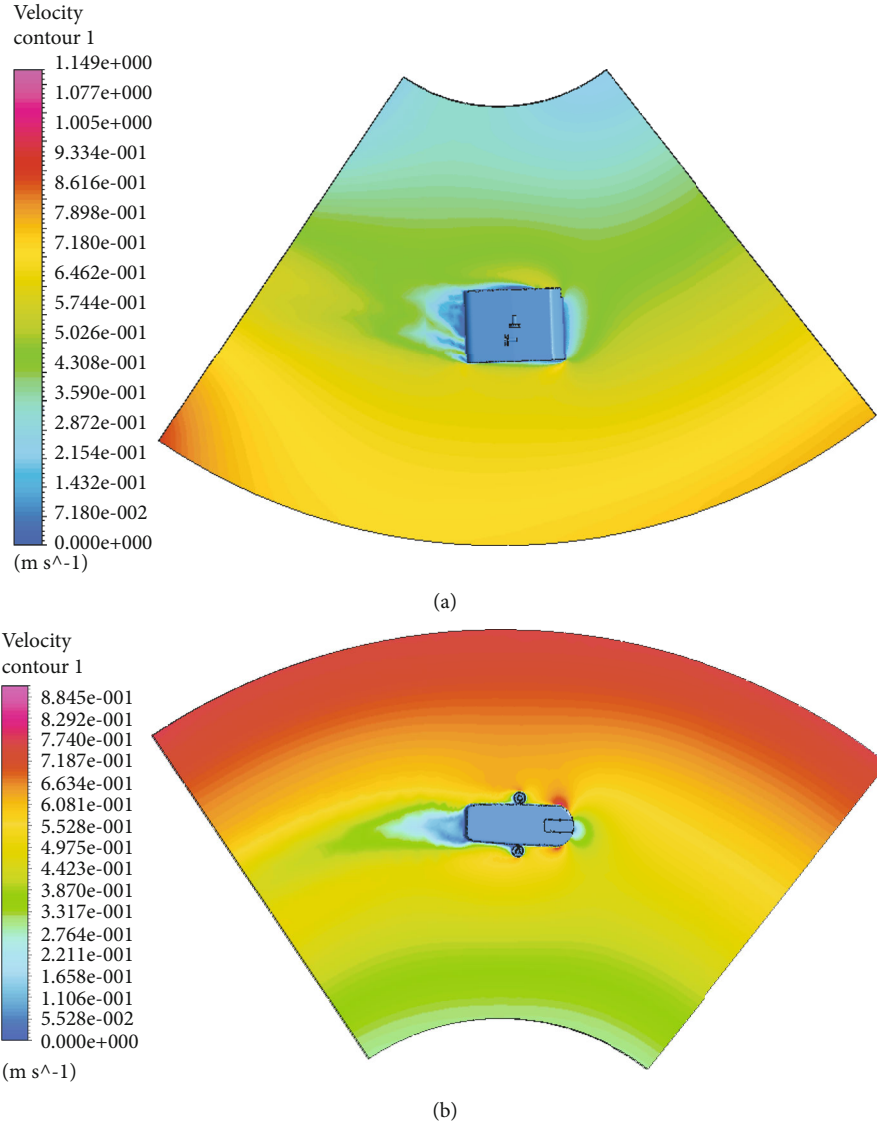 Velocity
contour 1
1.149e+000
1.077e+000
1.005e+000
9.334e-001
8.616e-001
7.898e-001
7.180e-001
6.462e-001
5.744e-001
5.026e-001
4.308e-001
3.590e-001
2.872e-001
2.154e-001
1.432e-001
7.180e-002
0.000e+000
(m s^-1)
(a)
Velocity
contour 1
8.845e-001
8.292e-001
7.740e-001
7.187e-001
6.634e-001
6.081e-001
5.528e-001
4.975e-001
4.423e-001
3.870e-001
3.317e-001
2.764e-001
2.211e-001
1.658e-001
1.106e-001
5.528e-002
0.000e+000
(m s^-1)
(b)